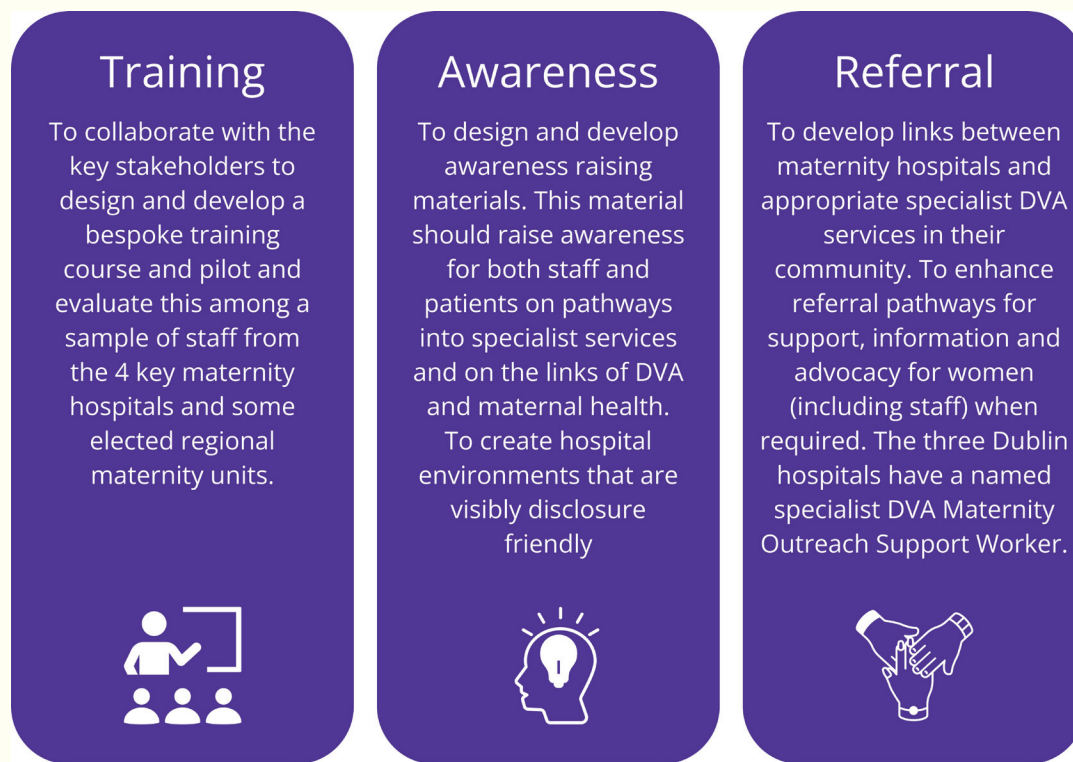 Training
To collaborate with the
key stakeholders to
design and develop a
bespoke training
course and pilot and
evaluate this among a
sample of staff from
the 4 key maternity
hospitals and some
elected regional
maternity units.
Awareness
To design and develop
awareness raising
materials. This material
should raise awareness
for both staff and
patients on pathways
into specialist services
and on the links of DVA
and maternal health.
To create hospital
environments that are
visibly disclosure
friendly
Referral
To develop links between
maternity hospitals and
appropriate specialist DVA
services in their
community. To enhance
referral pathways for
support, information and
advocacy for women
(including staff) when
required. The three Dublin
hospitals have a named
specialist DVA Maternity
Outreach Support Worker.